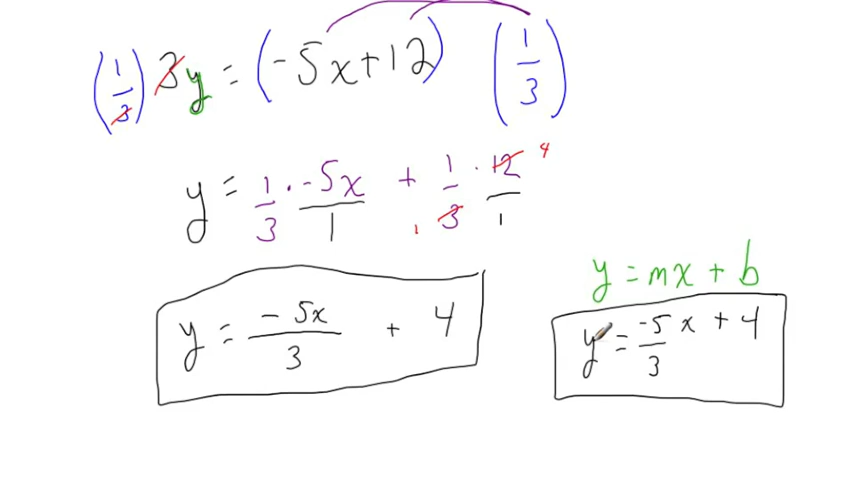 (1/3) 3y = (-5x+12) (1/3)
y = 1/3 · -5x/1 + 1/3 · 12/1 4
1
y = mx + b
y = -5x/3 + 4
y = -5/3 x + 4